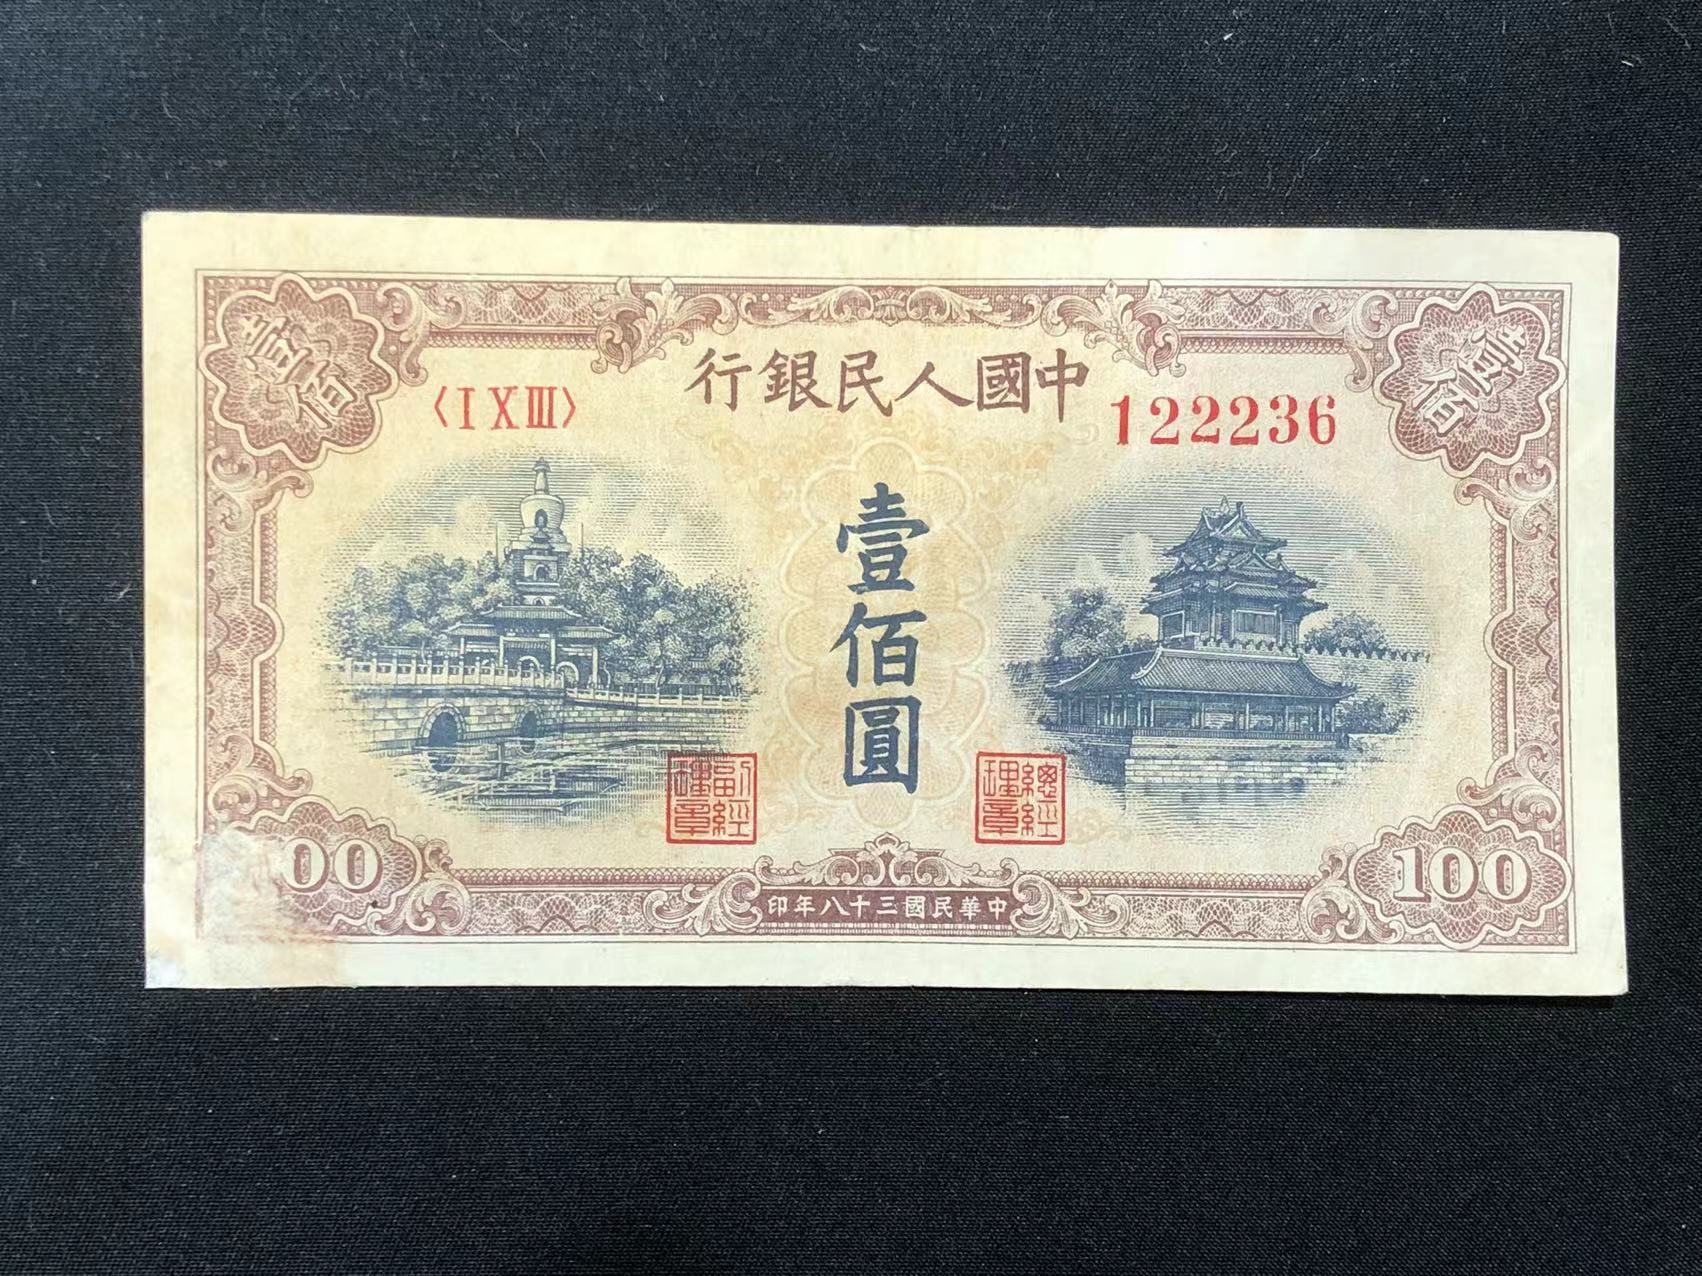 壹佰
壹佰
中國人民銀行
〈I X III〉
122236
壹佰圓
副經理章
總經理章
00
100
中華民國三十八年印